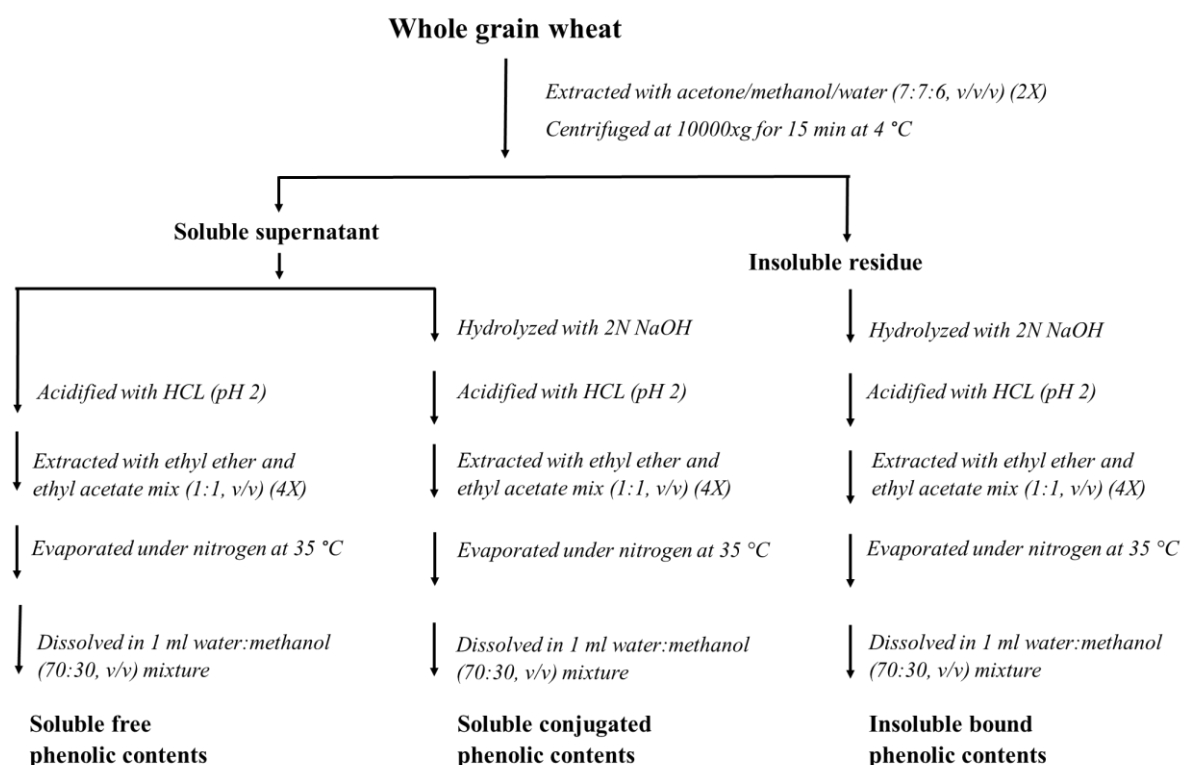 Whole grain wheat
Extracted with acetone/methanol/water (7:7:6, v/v/v) (2X)
Centrifuged at 10000xg for 15 min at 4 °C
Soluble supernatant
Insoluble residue
Hydrolyzed with 2N NaOH
Hydrolyzed with 2N NaOH
Acidified with HCL (pH 2)
Acidified with HCL (pH 2)
Acidified with HCL (pH 2)
Extracted with ethyl ether and
ethyl acetate mix (1:1, v/v) (4X)
Extracted with ethyl ether and
ethyl acetate mix (1:1, v/v) (4X)
Extracted with ethyl ether and
ethyl acetate mix (1:1, v/v) (4X)
Evaporated under nitrogen at 35 °C
Evaporated under nitrogen at 35 °C
Evaporated under nitrogen at 35 °C
Dissolved in 1 ml water:methanol
(70:30, v/v) mixture
Dissolved in 1 ml water:methanol
(70:30, v/v) mixture
Dissolved in 1 ml water:methanol
(70:30, v/v) mixture
Soluble free
phenolic contents
Soluble conjugated
phenolic contents
Insoluble bound
phenolic contents